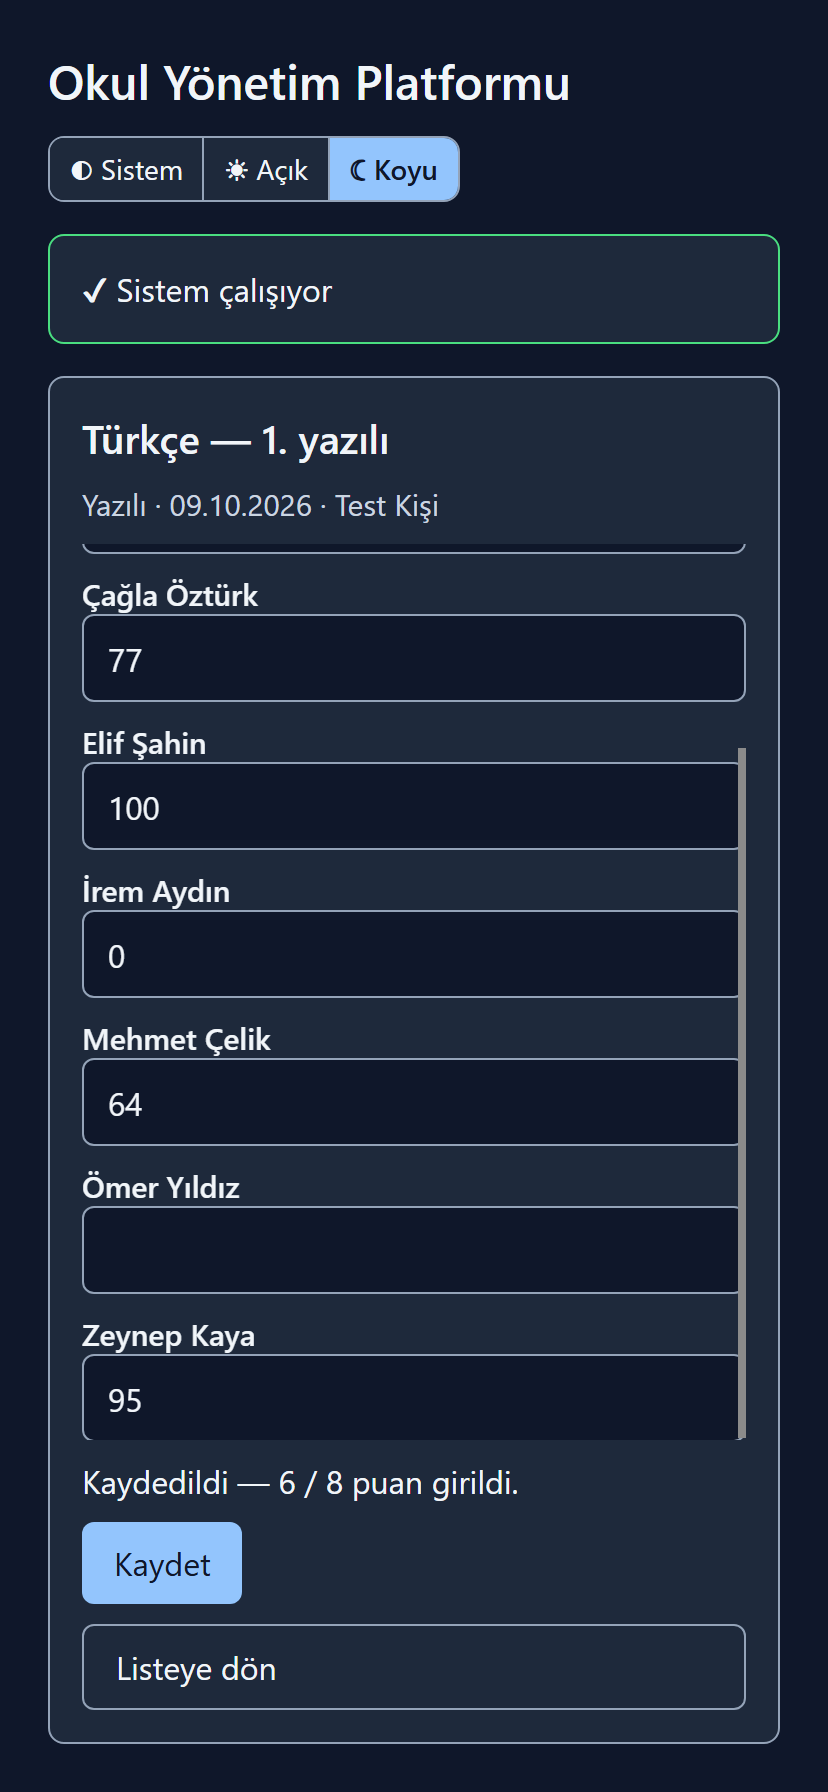 Okul Yönetim Platformu
◐ Sistem ☀ Açık ☾ Koyu
✓ Sistem çalışıyor
Türkçe — 1. yazılı
Yazılı · 09.10.2026 · Test Kişi
Çağla Öztürk
77
Elif Şahin
100
İrem Aydın
0
Mehmet Çelik
64
Ömer Yıldız
Zeynep Kaya
95
Kaydedildi — 6 / 8 puan girildi.
Kaydet
Listeye dön